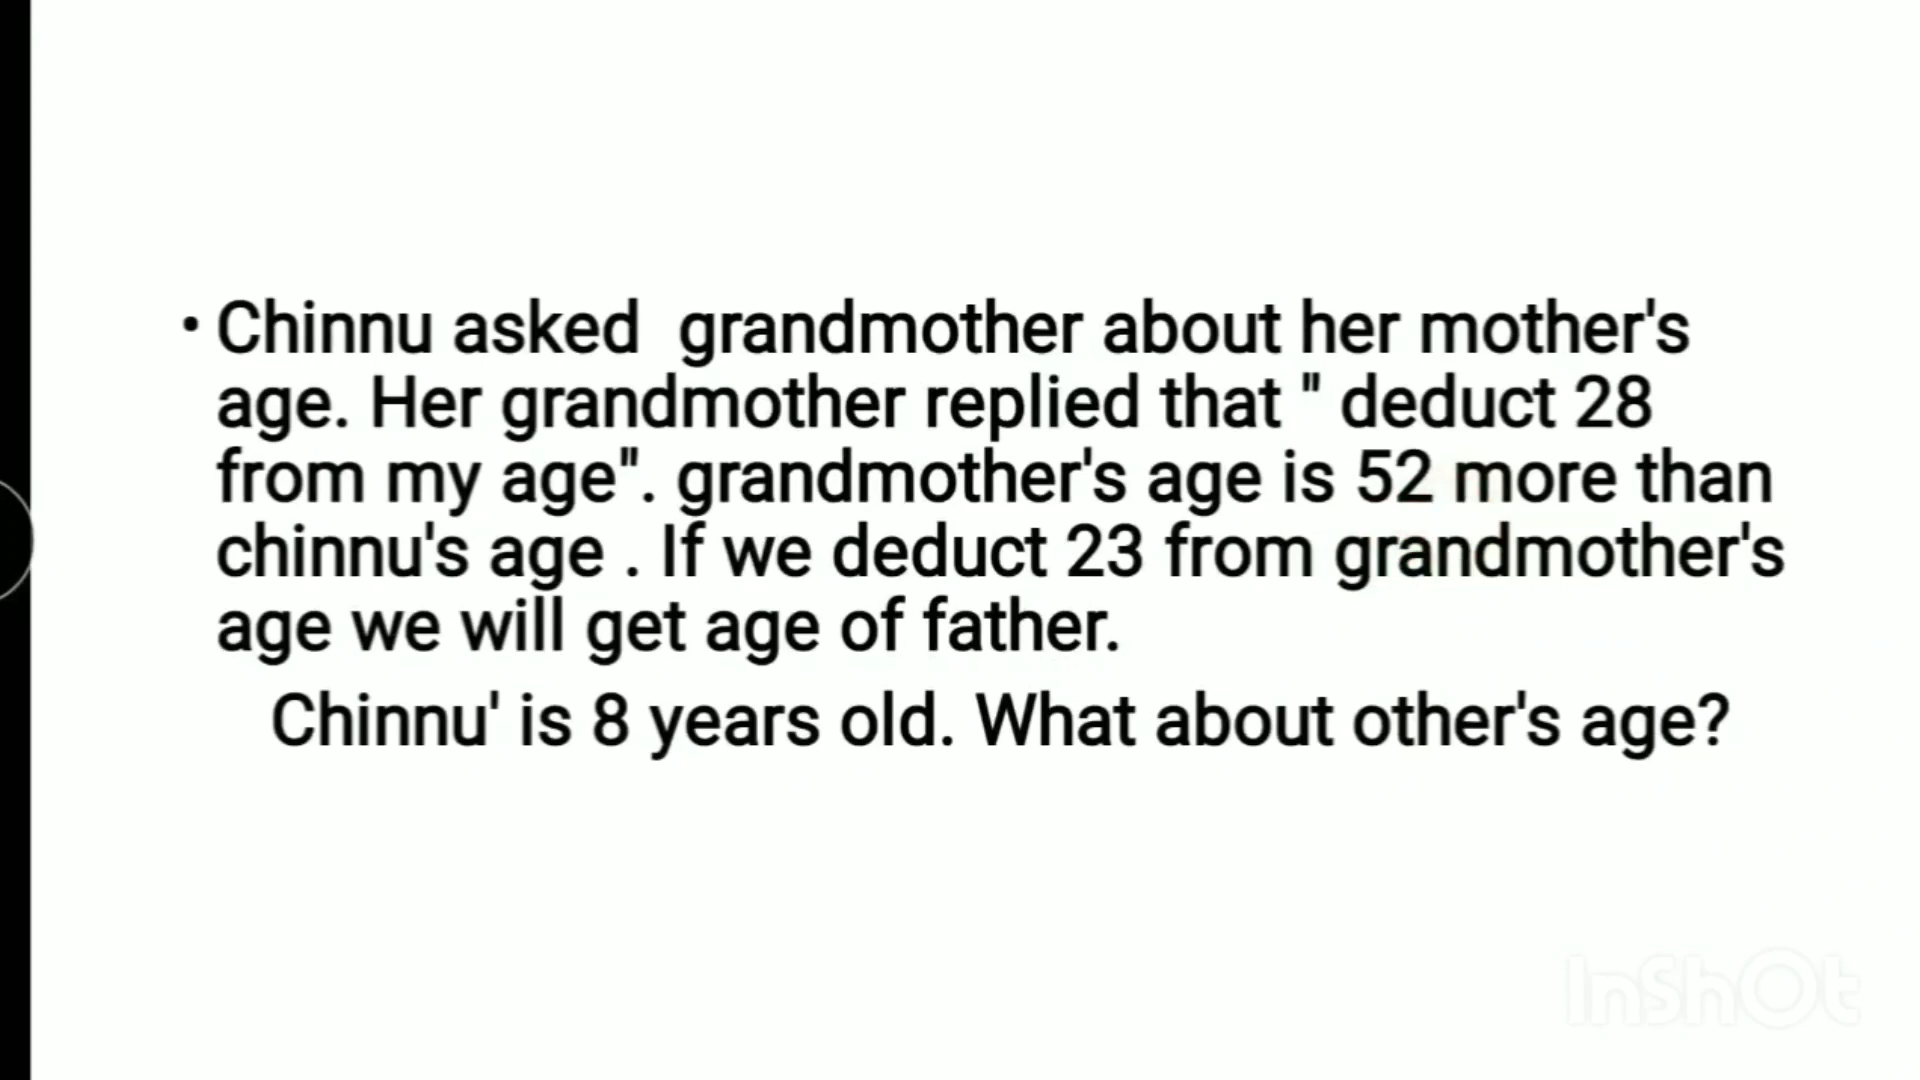 • Chinnu asked  grandmother about her mother's
age. Her grandmother replied that " deduct 28
from my age". grandmother's age is 52 more than
chinnu's age . If we deduct 23 from grandmother's
age we will get age of father.
Chinnu' is 8 years old. What about other's age?
InShOt